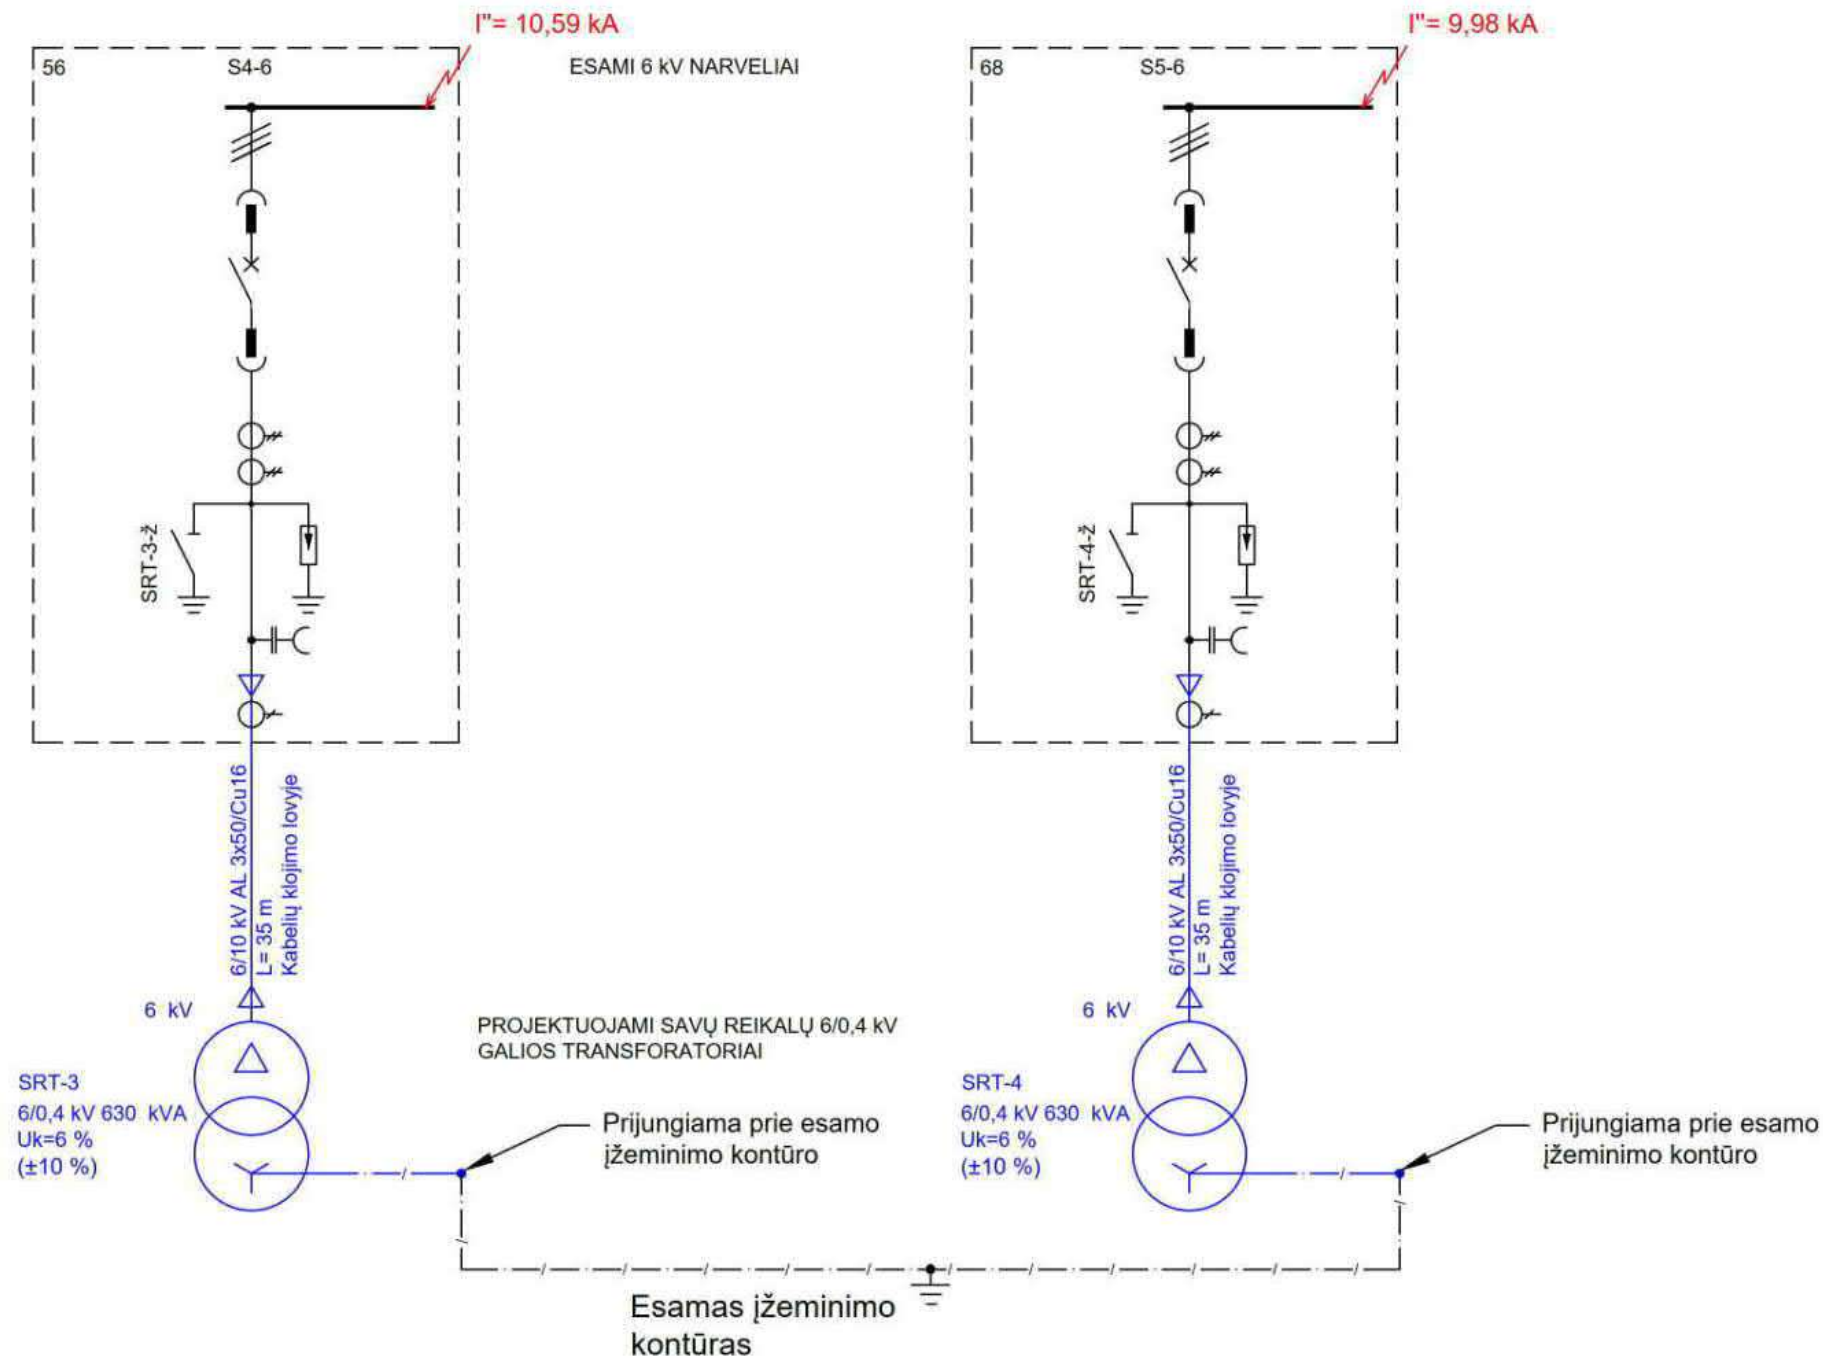 I"= 10,59 kA
I"= 9,98 kA
56
S4-6
ESAMI 6 kV NARVELIAI
68
S5-6
SRT-3-ž
SRT-4-ž
6/10 kV AL 3x50/Cu16
L= 35 m
Kabelių klojimo lovyje
6/10 kV AL 3x50/Cu16
L= 35 m
Kabelių klojimo lovyje
6 kV
6 kV
PROJEKTUOJAMI SAVŲ REIKALŲ 6/0,4 kV
GALIOS TRANSFORATORIAI
SRT-3
6/0,4 kV 630 kVA
Uk=6 %
(±10 %)
SRT-4
6/0,4 kV 630 kVA
Uk=6 %
(±10 %)
Prijungiama prie esamo
įžeminimo kontūro
Prijungiama prie esamo
įžeminimo kontūro
Esamas įžeminimo
kontūras